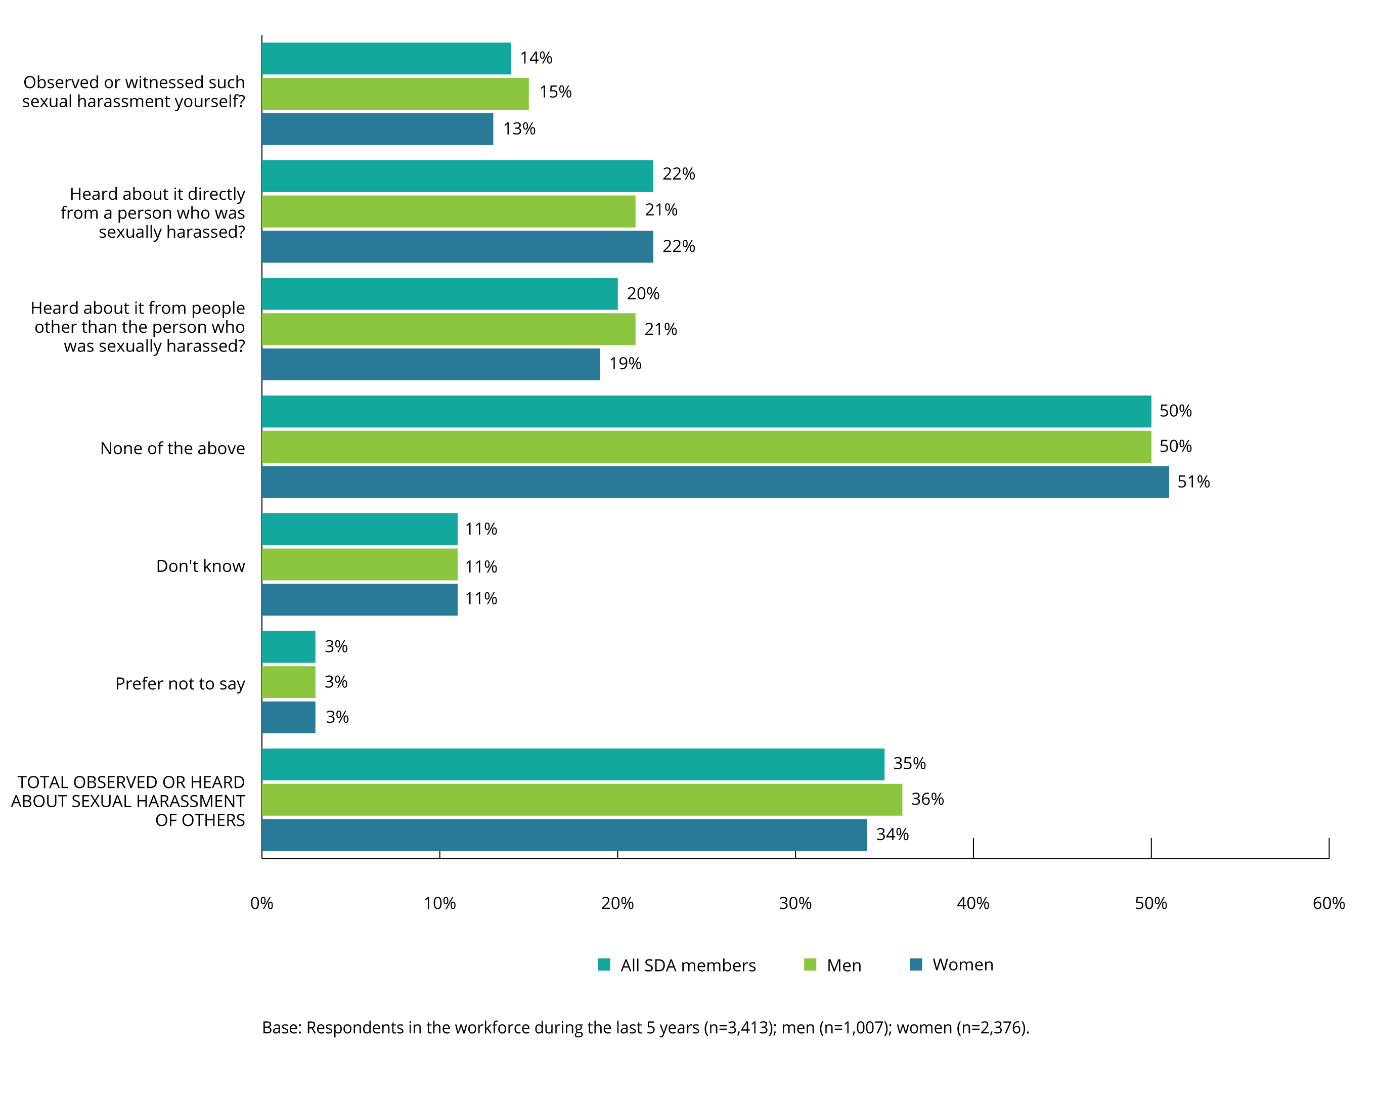 Observed or witnessed such
sexual harassment yourself?
14%
15%
13%
Heard about it directly
from a person who was
sexually harassed?
22%
21%
22%
Heard about it from people
other than the person who
was sexually harassed?
20%
21%
19%
None of the above
50%
50%
51%
Don't know
11%
11%
11%
Prefer not to say
3%
3%
3%
TOTAL OBSERVED OR HEARD
ABOUT SEXUAL HARASSMENT
OF OTHERS
35%
36%
34%
0% 10% 20% 30% 40% 50% 60%
All SDA members Men Women
Base: Respondents in the workforce during the last 5 years (n=3,413); men (n=1,007); women (n=2,376).